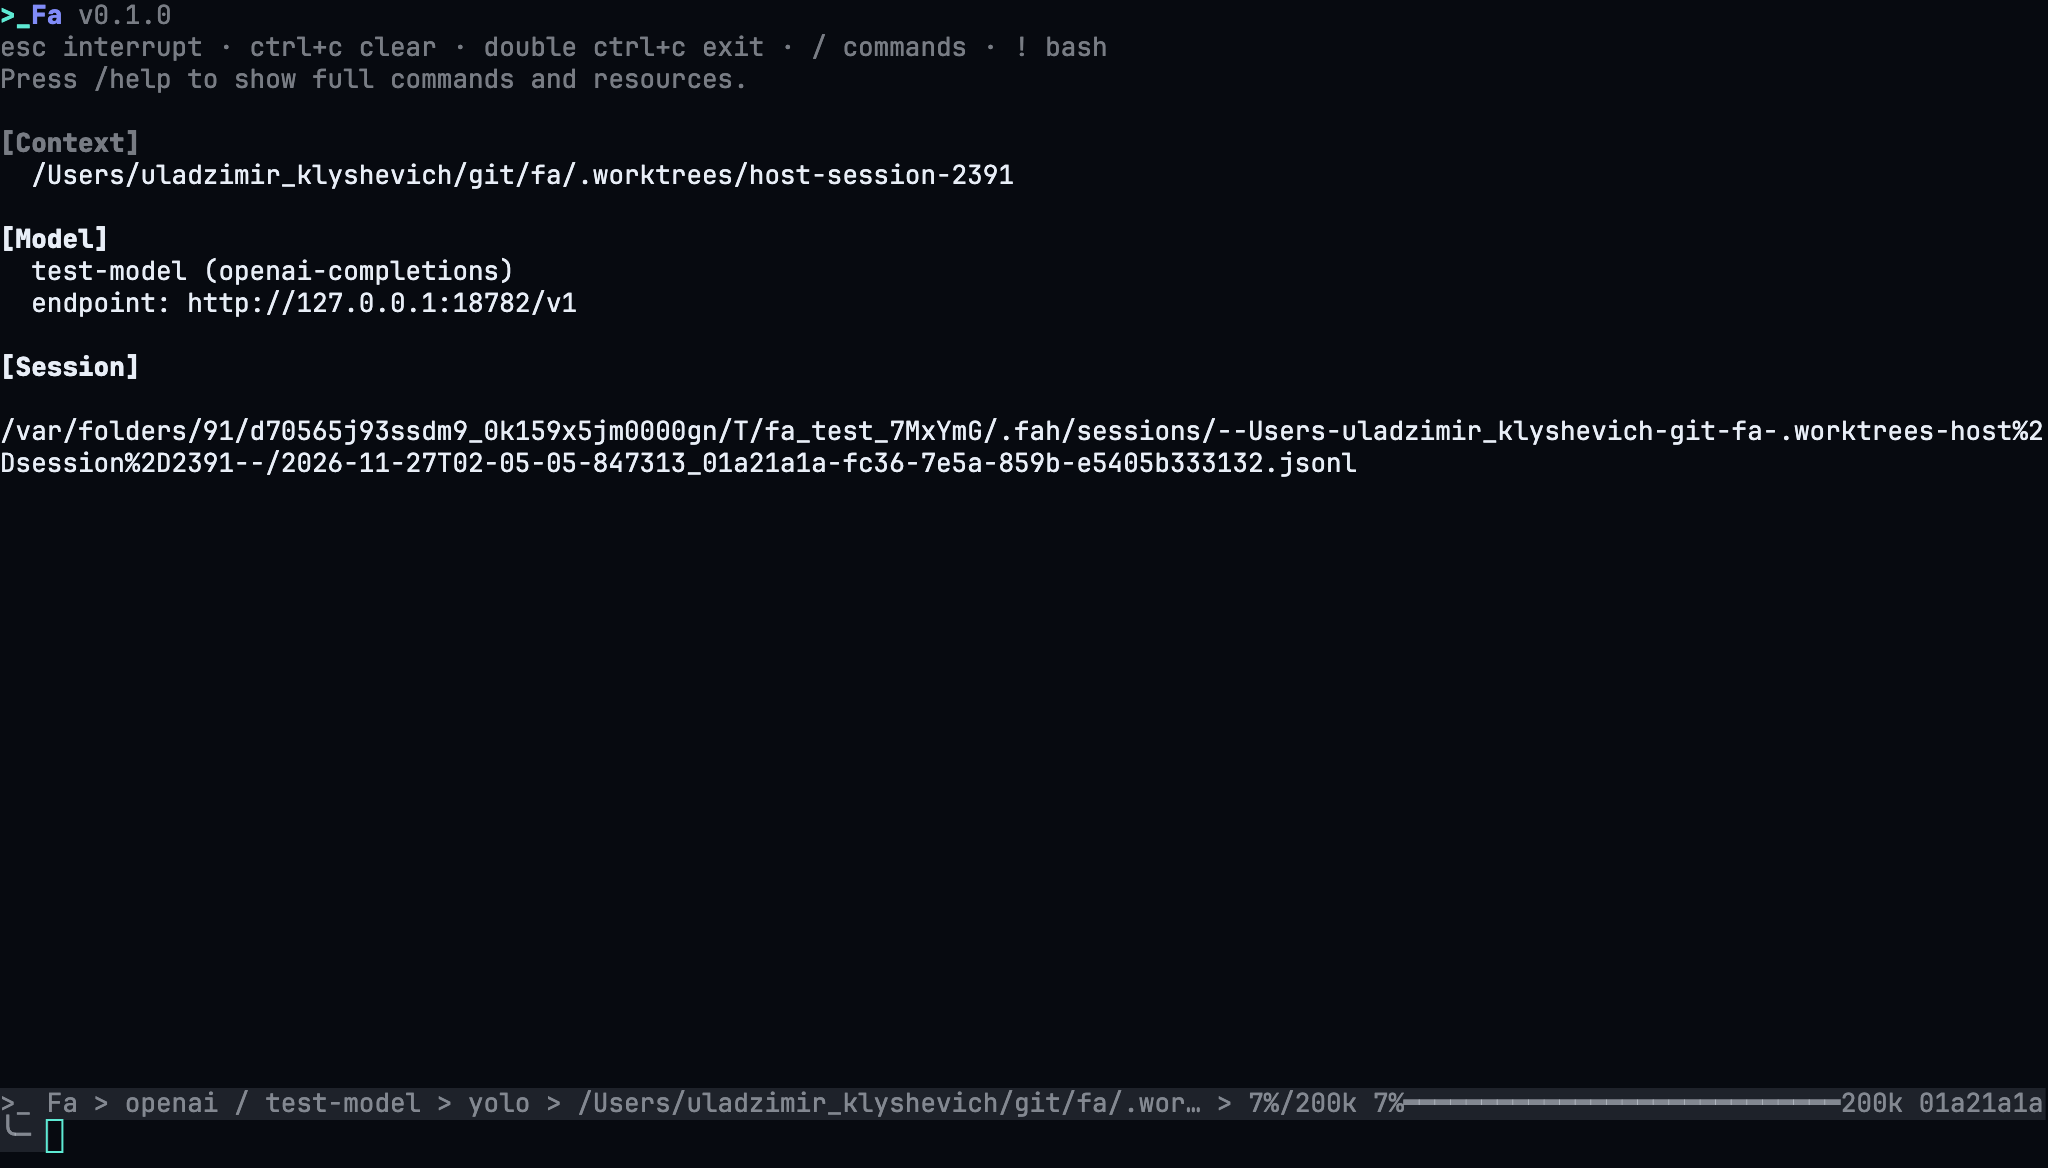 >_Fa v0.1.0
esc interrupt · ctrl+c clear · double ctrl+c exit · / commands · ! bash
Press /help to show full commands and resources.
[Context]
/Users/uladzimir_klyshevich/git/fa/.worktrees/host-session-2391
[Model]
test-model (openai-completions)
endpoint: http://127.0.0.1:18782/v1
[Session]
/var/folders/91/d70565j93ssdm9_0k159x5jm0000gn/T/fa_test_7MxYmG/.fah/sessions/--Users-uladzimir_klyshevich-git-fa-.worktrees-host%2
Dsession%2D2391--/2026-11-27T02-05-05-847313_01a21a1a-fc36-7e5a-859b-e5405b333132.jsonl
>_ Fa > openai / test-model > yolo > /Users/uladzimir_klyshevich/git/fa/.wor… > 7%/200k 7% 200k 01a21a1a